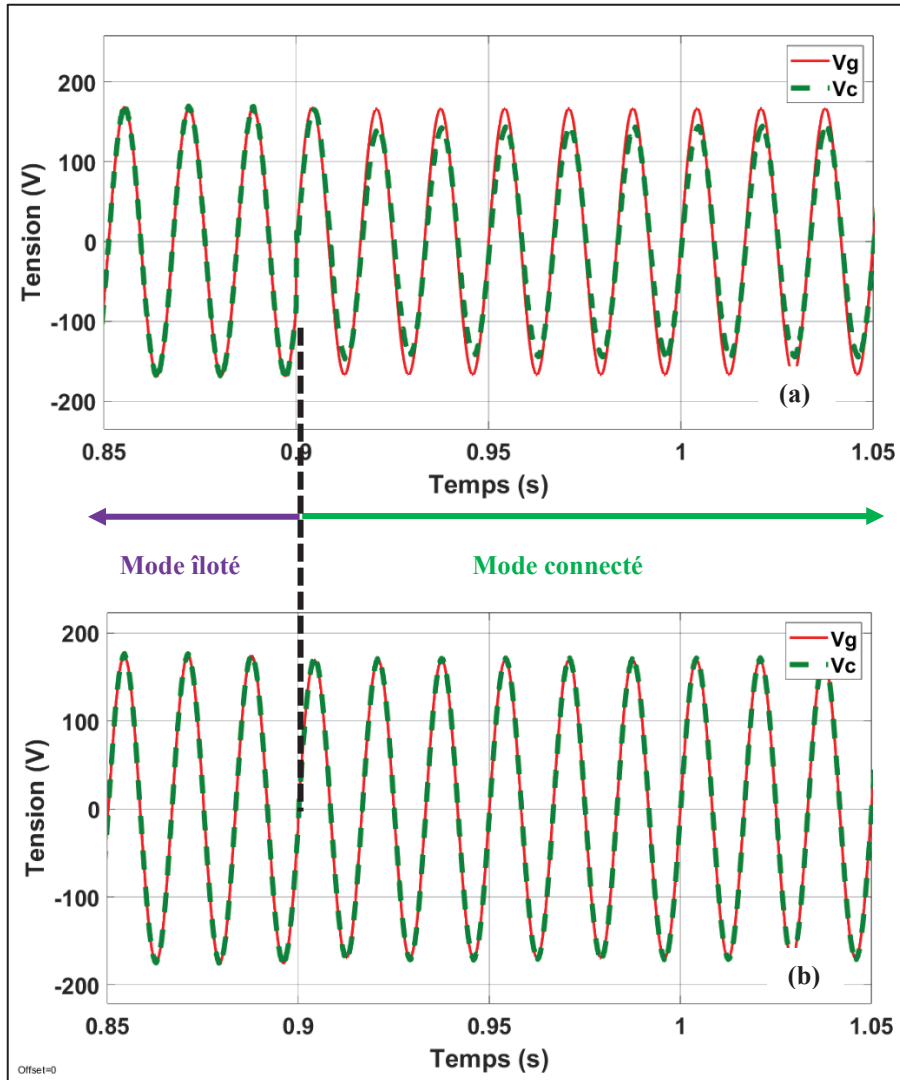 Vg
Vc
200
100
0
-100
-200
Tension (V)
(a)
0.85 0.9 0.95 1 1.05
Temps (s)
Mode îloté Mode connecté
Vg
Vc
200
100
0
-100
-200
Tension (V)
(b)
0.85 0.9 0.95 1 1.05
Temps (s)
Offset=0